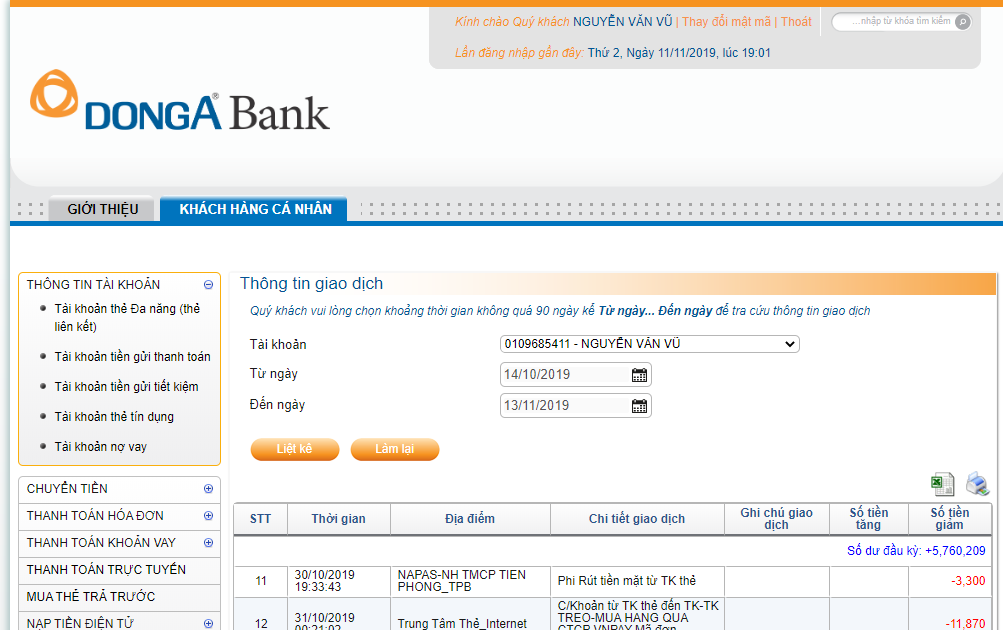 Kính chào Quý khách NGUYỄN VĂN VŨ | Thay đổi mật mã | Thoát
...nhập từ khóa tìm kiếm
Lần đăng nhập gần đây: Thứ 2, Ngày 11/11/2019, lúc 19:01
DONGA Bank
GIỚI THIỆU
KHÁCH HÀNG CÁ NHÂN
THÔNG TIN TÀI KHOẢN
Tài khoản thẻ Đa năng (thẻ
liên kết)
Tài khoản tiền gửi thanh toán
Tài khoản tiền gửi tiết kiệm
Tài khoản thẻ tín dụng
Tài khoản nợ vay
CHUYỂN TIỀN
THANH TOÁN HÓA ĐƠN
THANH TOÁN KHOẢN VAY
THANH TOÁN TRỰC TUYẾN
MUA THẺ TRẢ TRƯỚC
NẠP TIỀN ĐIỆN TỬ
Thông tin giao dịch
Quý khách vui lòng chọn khoảng thời gian không quá 90 ngày kể Từ ngày... Đến ngày để tra cứu thông tin giao dịch
Tài khoản
0109685411 - NGUYỄN VĂN VŨ
Từ ngày
14/10/2019
Đến ngày
13/11/2019
Liệt kê
Làm lại
STT
Thời gian
Địa điểm
Chi tiết giao dịch
Ghi chú giao
dịch
Số tiền
tăng
Số tiền
giảm
Số dư đầu kỳ: +5,760,209
11
30/10/2019
19:33:43
NAPAS-NH TMCP TIEN
PHONG_TPB
Phi Rút tiền mặt từ TK thẻ
-3,300
12
31/10/2019
00:21:02
Trung Tâm Thẻ_Internet
C/Khoản từ TK thẻ đến TK-TK
TREO-MUA HANG QUA
CTCP VNPAY Mã đơn
-11,870